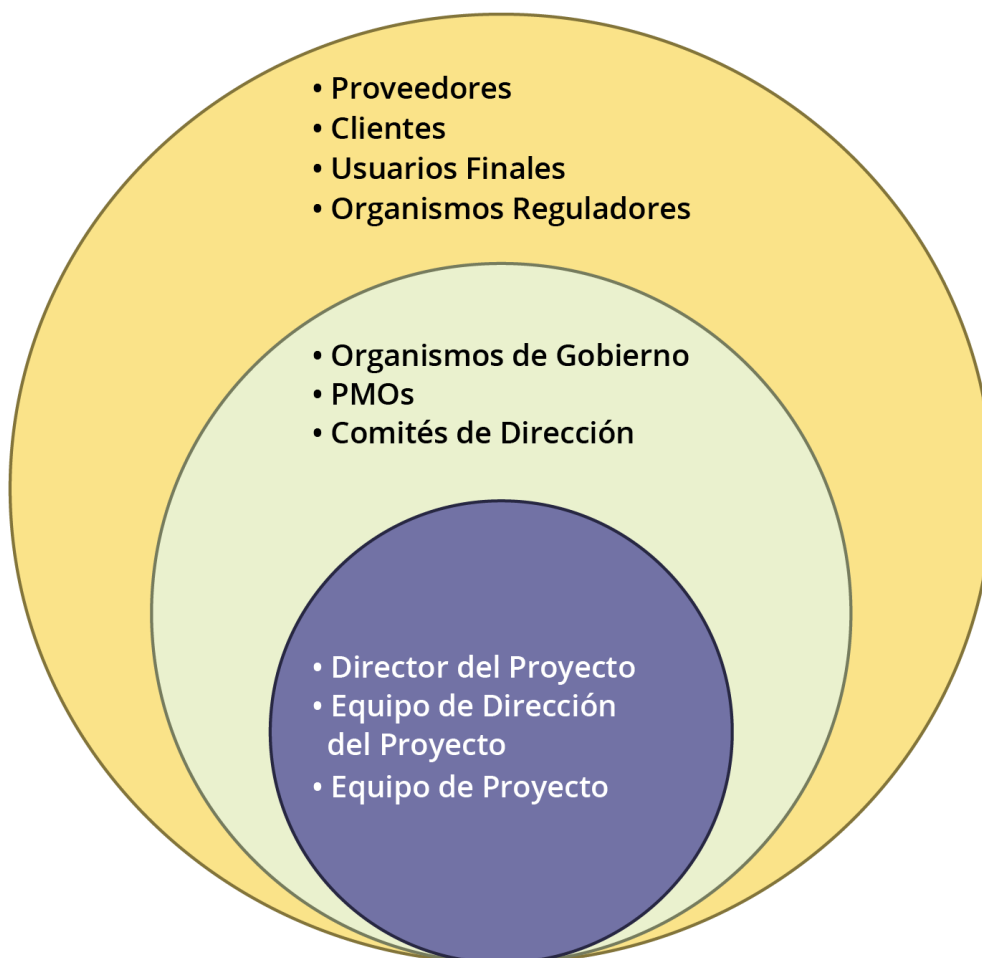 • Proveedores
• Clientes
• Usuarios Finales
• Organismos Reguladores
• Organismos de Gobierno
• PMOs
• Comités de Dirección
• Director del Proyecto
• Equipo de Dirección
del Proyecto
• Equipo de Proyecto